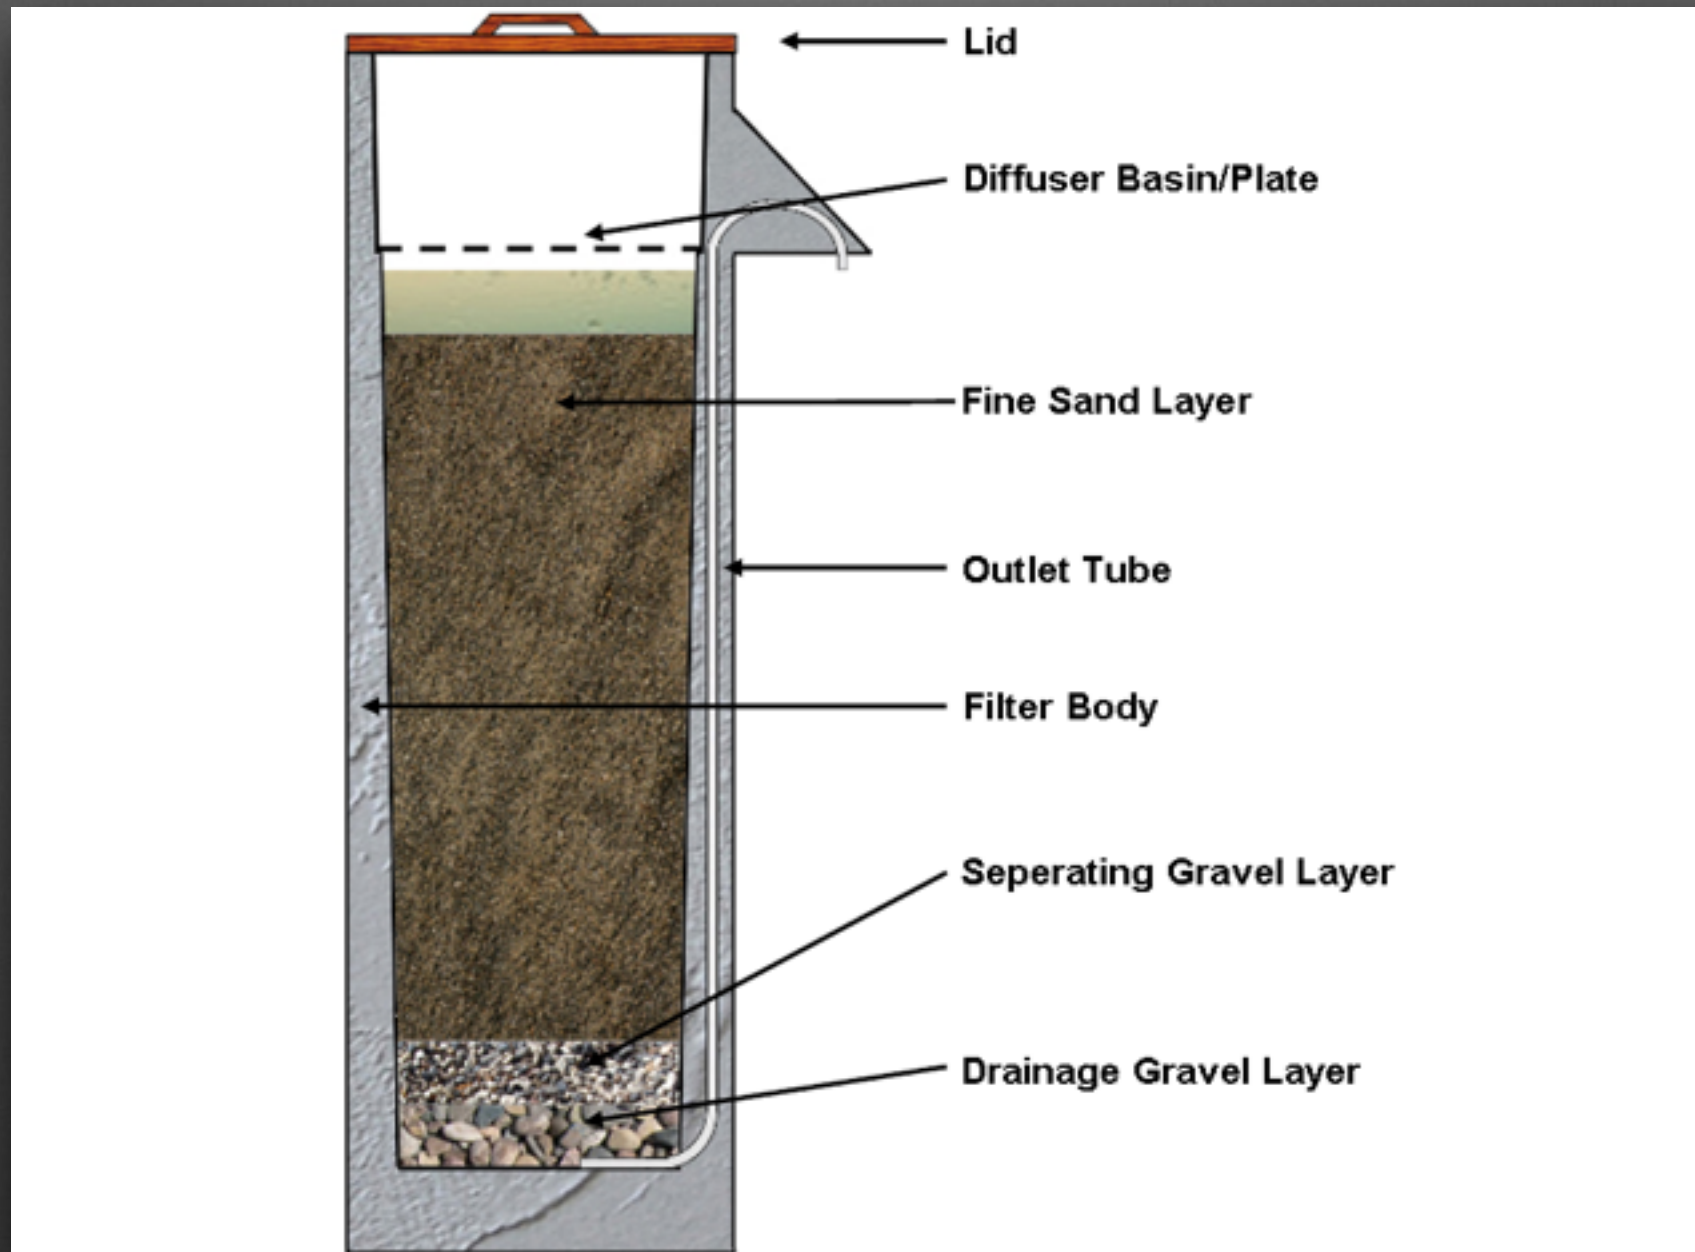 Lid
Diffuser Basin/Plate
Fine Sand Layer
Outlet Tube
Filter Body
Seperating Gravel Layer
Drainage Gravel Layer